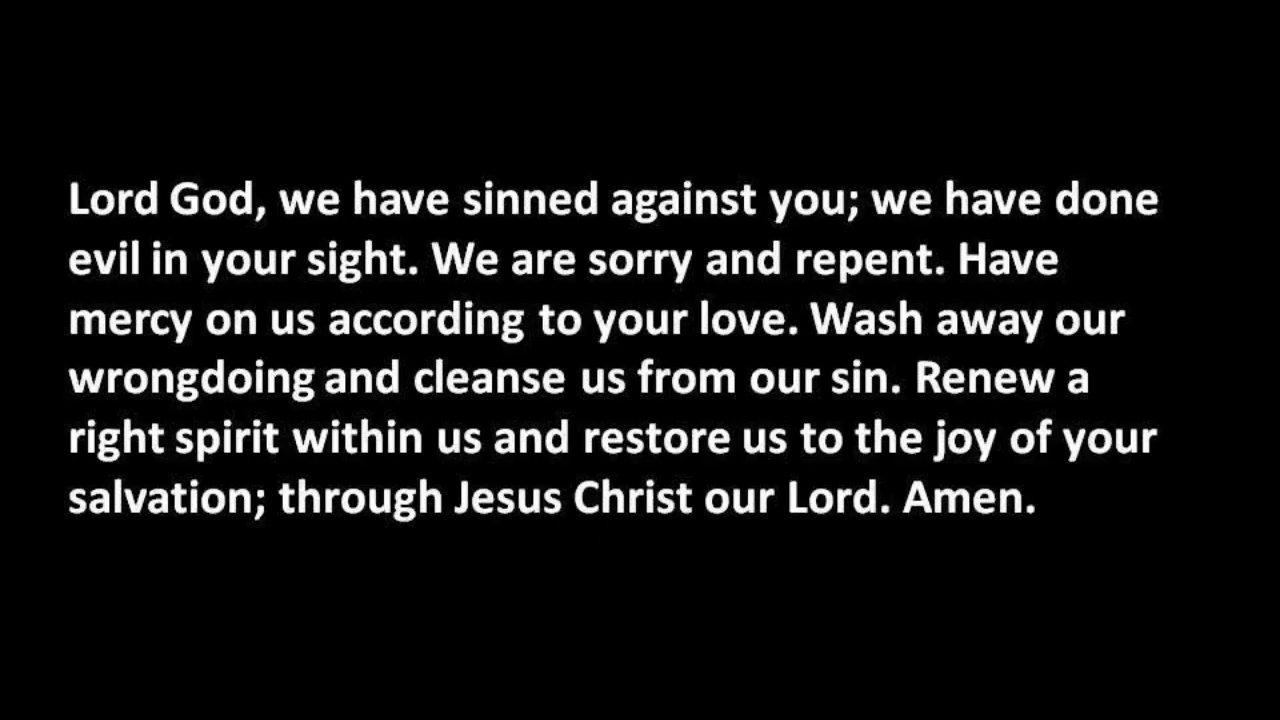 Lord God, we have sinned against you; we have done
evil in your sight. We are sorry and repent. Have
mercy on us according to your love. Wash away our
wrongdoing and cleanse us from our sin. Renew a
right spirit within us and restore us to the joy of your
salvation; through Jesus Christ our Lord. Amen.